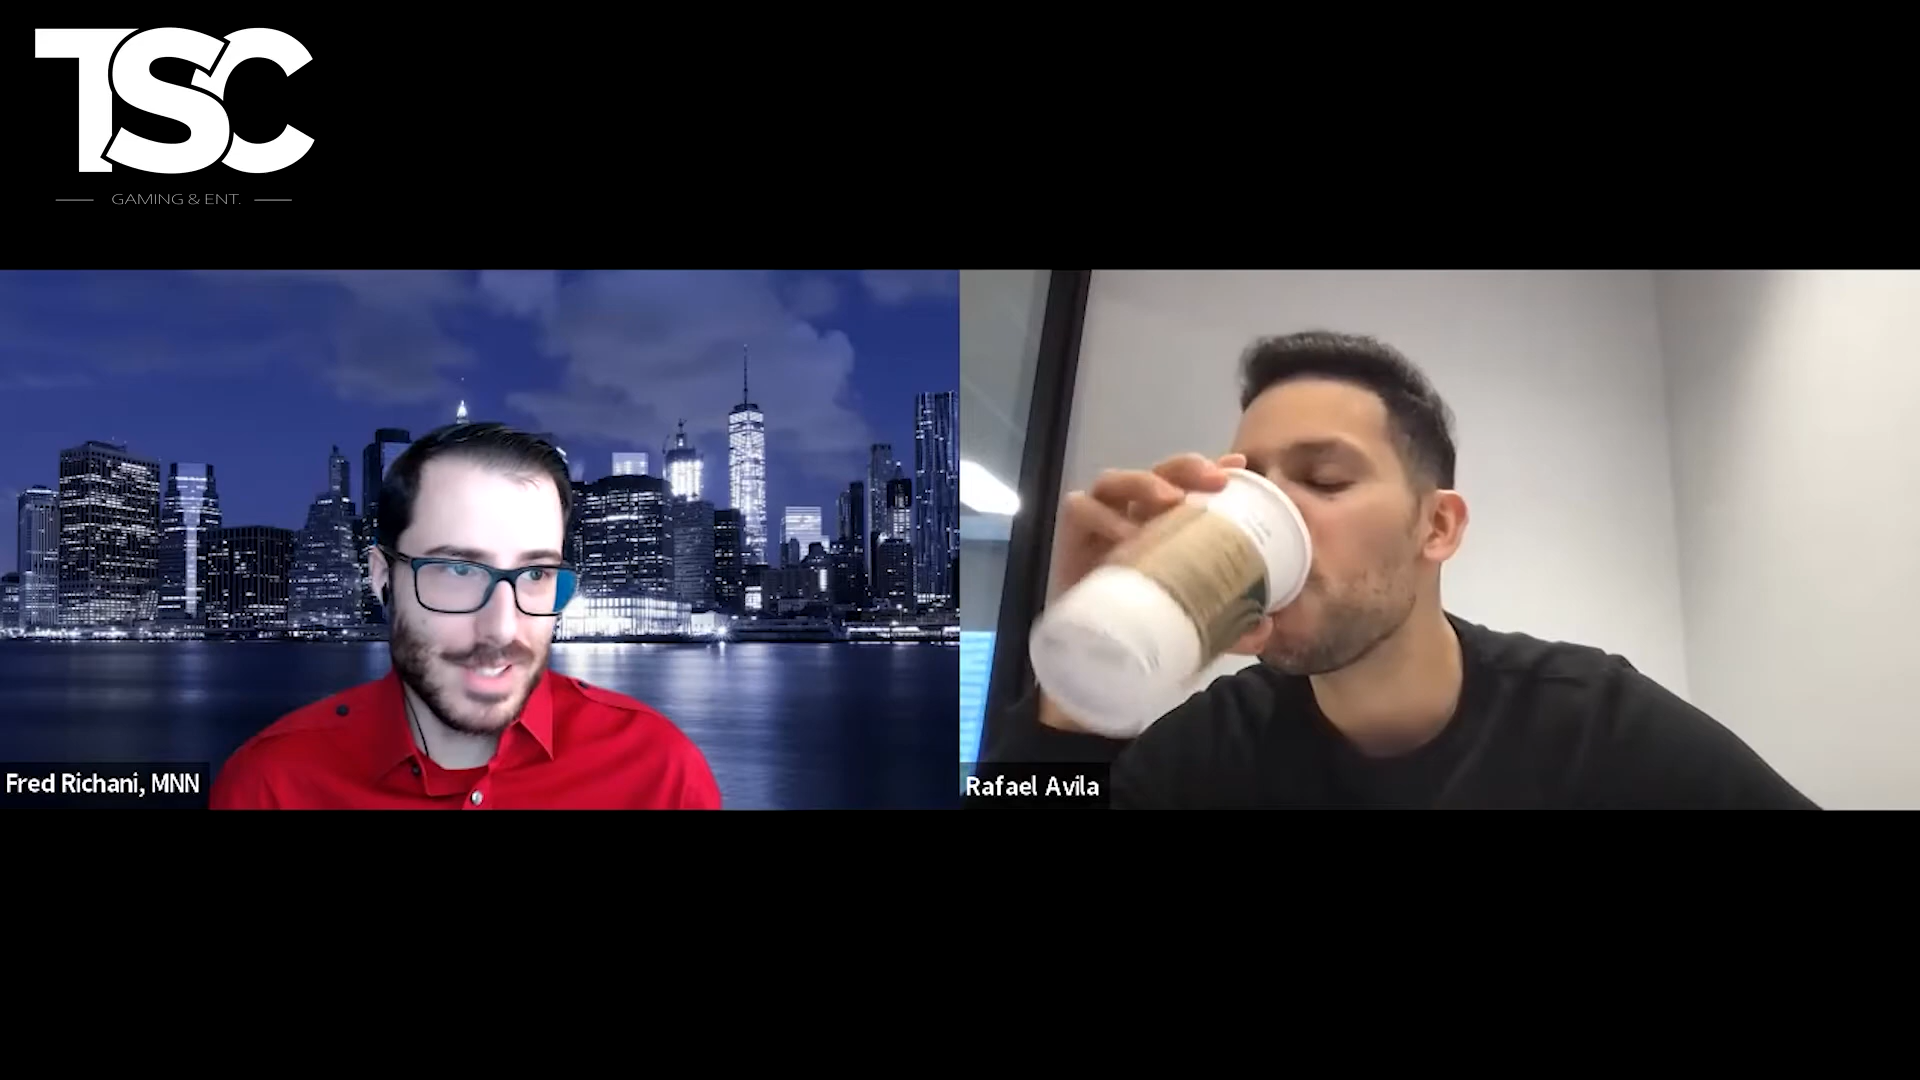 TSC
GAMING & ENT.
Fred Richani, MNN
Rafael Avila